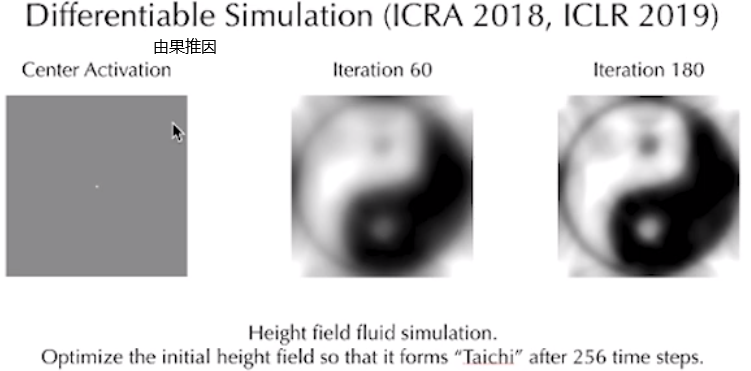 Differentiable Simulation (ICRA 2018, ICLR 2019)
由果推因
Center Activation
Iteration 60
Iteration 180
Height field fluid simulation.
Optimize the initial height field so that it forms “Taichi” after 256 time steps.